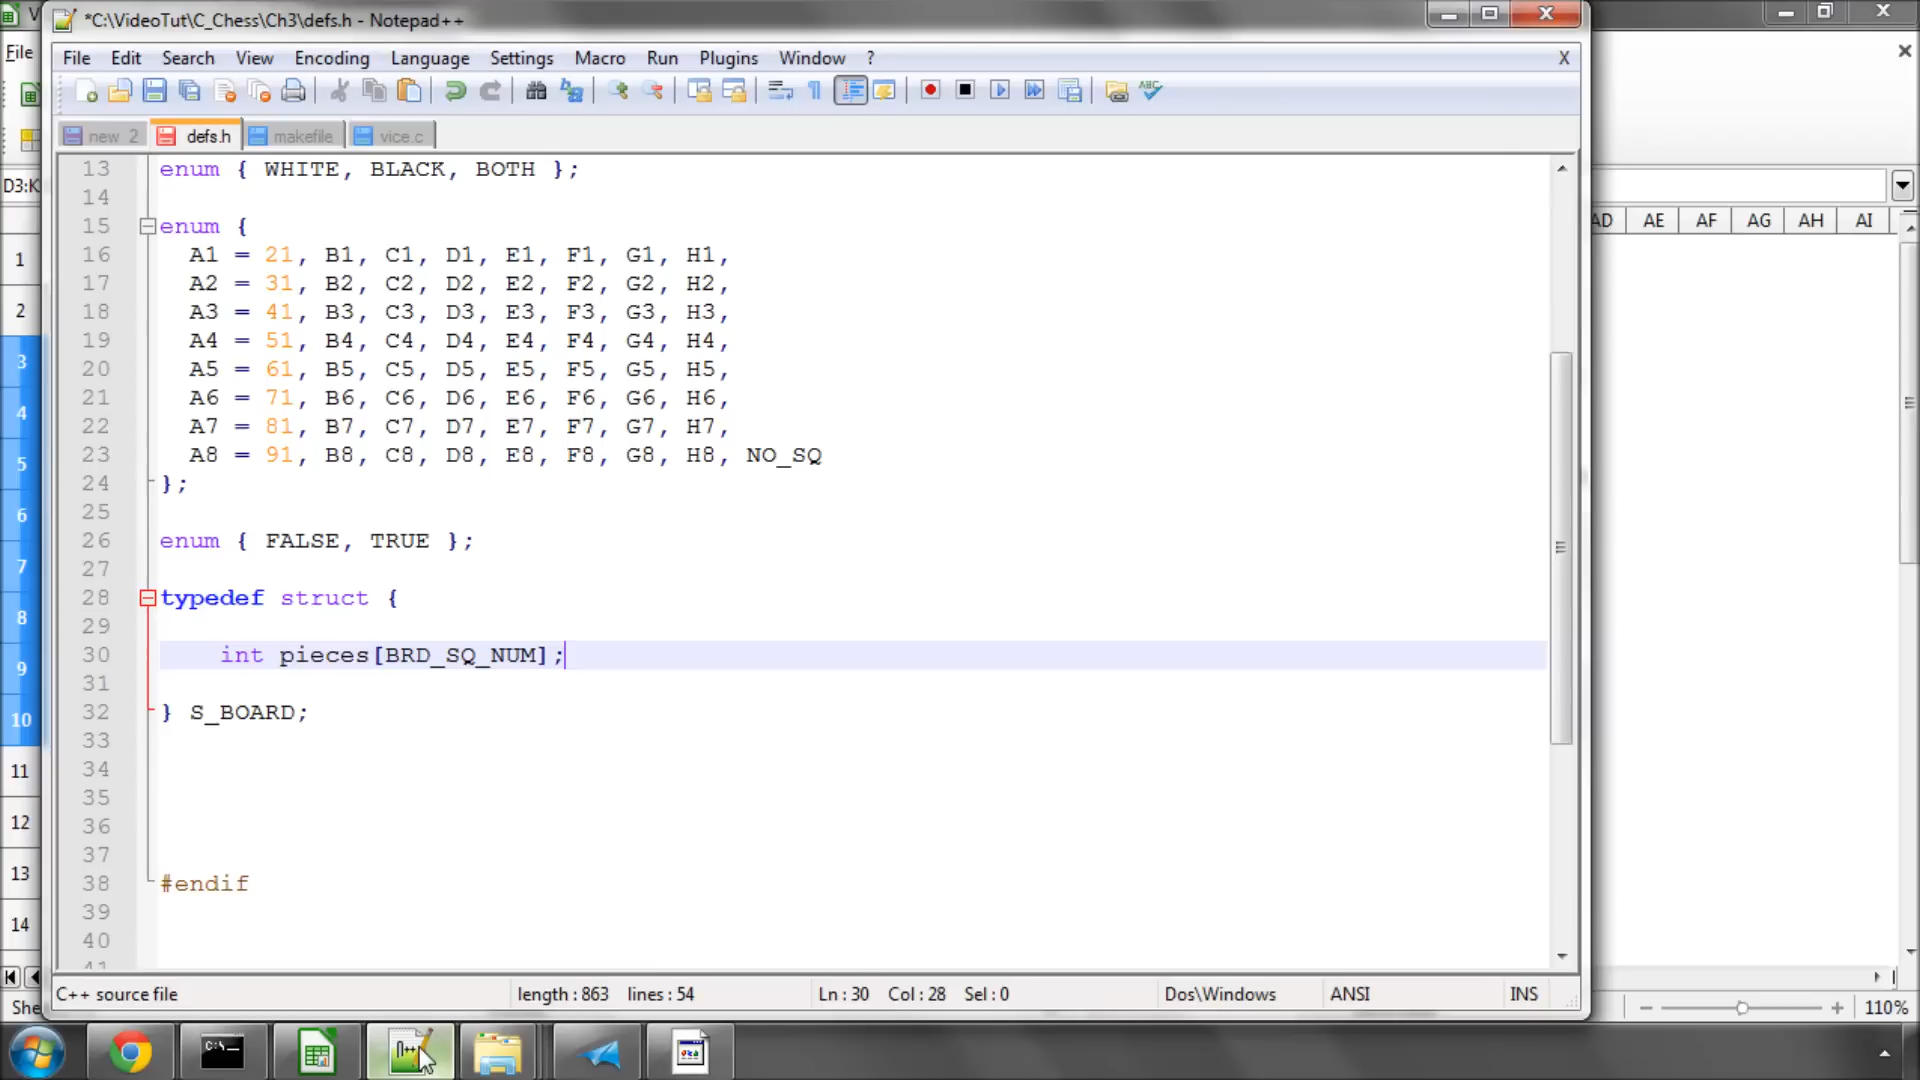 *C:\VideoTut\C_Chess\Ch3\defs.h - Notepad++
File Edit Search View Encoding Language Settings Macro Run Plugins Window ? X
new 2 defs.h makefile vice.c
13 enum { WHITE, BLACK, BOTH };
14
15 enum {
16 A1 = 21, B1, C1, D1, E1, F1, G1, H1,
17 A2 = 31, B2, C2, D2, E2, F2, G2, H2,
18 A3 = 41, B3, C3, D3, E3, F3, G3, H3,
19 A4 = 51, B4, C4, D4, E4, F4, G4, H4,
20 A5 = 61, B5, C5, D5, E5, F5, G5, H5,
21 A6 = 71, B6, C6, D6, E6, F6, G6, H6,
22 A7 = 81, B7, C7, D7, E7, F7, G7, H7,
23 A8 = 91, B8, C8, D8, E8, F8, G8, H8, NO_SQ
24 };
25
26 enum { FALSE, TRUE };
27
28 typedef struct {
29
30 int pieces[BRD_SQ_NUM];
31
32 } S_BOARD;
33
34
35
36
37
38 #endif
39
40
41
C++ source file length : 863 lines : 54 Ln : 30 Col : 28 Sel : 0 Dos\Windows ANSI INS
File
D3:K
AD AE AF AG AH AI
1
2
3
4
5
6
7
8
9
10
11
12
13
14
She
110%
C:\